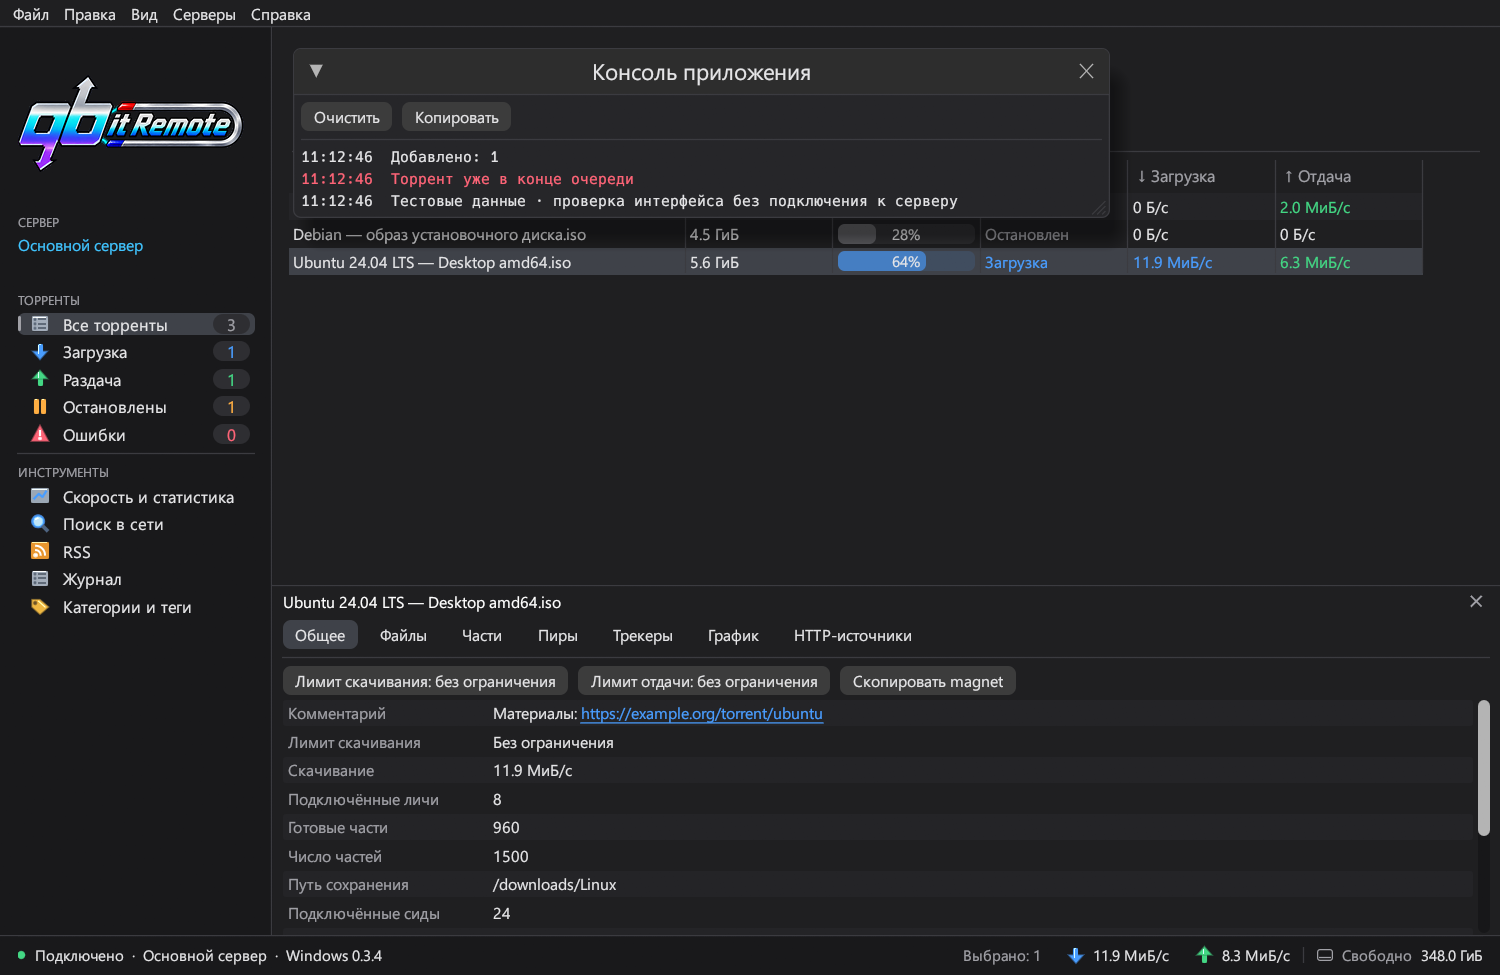 Файл Правка Вид Серверы Справка
qBitRemote
СЕРВЕР
Основной сервер
ТОРРЕНТЫ
Все торренты 3
Загрузка 1
Раздача 1
Остановлены 1
Ошибки 0
ИНСТРУМЕНТЫ
Скорость и статистика
Поиск в сети
RSS
Журнал
Категории и теги
▼ Консоль приложения
Очистить Копировать
11:12:46 Добавлено: 1
11:12:46 Торрент уже в конце очереди
11:12:46 Тестовые данные · проверка интерфейса без подключения к серверу
↓ Загрузка ↑ Отдача
0 Б/с 2.0 МиБ/с
Debian — образ установочного диска.iso 4.5 ГиБ 28% Остановлен 0 Б/с 0 Б/с
Ubuntu 24.04 LTS — Desktop amd64.iso 5.6 ГиБ 64% Загрузка 11.9 МиБ/с 6.3 МиБ/с
Ubuntu 24.04 LTS — Desktop amd64.iso
Общее Файлы Части Пиры Трекеры График HTTP-источники
Лимит скачивания: без ограничения Лимит отдачи: без ограничения Скопировать magnet
Комментарий Материалы: https://example.org/torrent/ubuntu
Лимит скачивания Без ограничения
Скачивание 11.9 МиБ/с
Подключённые личи 8
Готовые части 960
Число частей 1500
Путь сохранения /downloads/Linux
Подключённые сиды 24
Подключено · Основной сервер · Windows 0.3.4 Выбрано: 1 11.9 МиБ/с 8.3 МиБ/с Свободно 348.0 ГиБ